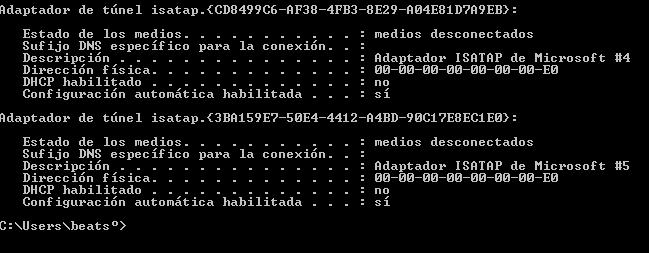 Adaptador de túnel isatap.{CD8499C6-AF38-4FB3-8E29-A04E81D7A9EB}:
Estado de los medios. . . . . . . . . . . : medios desconectados
Sufijo DNS específico para la conexión. . :
Descripción . . . . . . . . . . . . . . . : Adaptador ISATAP de Microsoft #4
Dirección física. . . . . . . . . . . . . : 00-00-00-00-00-00-00-E0
DHCP habilitado . . . . . . . . . . . . . : no
Configuración automática habilitada . . . : sí
Adaptador de túnel isatap.{3BA159E7-50E4-4412-A4BD-90C17E8EC1E0}:
Estado de los medios. . . . . . . . . . . : medios desconectados
Sufijo DNS específico para la conexión. . :
Descripción . . . . . . . . . . . . . . . : Adaptador ISATAP de Microsoft #5
Dirección física. . . . . . . . . . . . . : 00-00-00-00-00-00-00-E0
DHCP habilitado . . . . . . . . . . . . . : no
Configuración automática habilitada . . . : sí
C:\Users\beatsº>